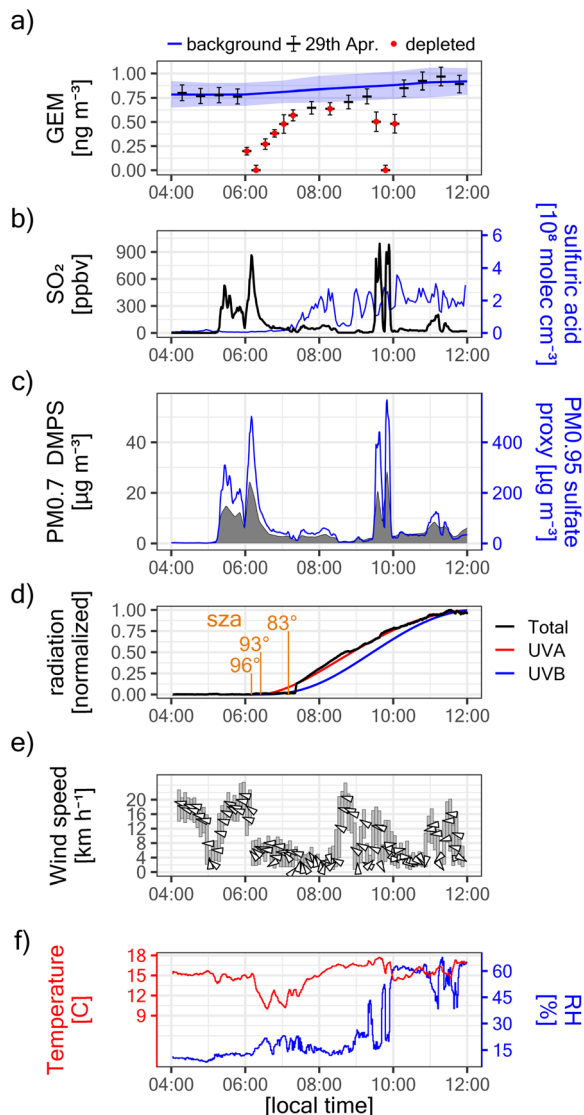 a)
background 29th Apr. depleted
GEM
[ng m⁻³]
1.00
0.75
0.50
0.25
0.00
04:00 06:00 08:00 10:00 12:00
b)
SO₂
[ppbv]
900
600
300
0
6
4
2
0
sulfuric acid
[10⁸ molec cm⁻³]
04:00 06:00 08:00 10:00 12:00
c)
PM0.7 DMPS
[µg m⁻³]
40
20
0
400
200
0
PM0.95 sulfate
proxy [µg m⁻³]
04:00 06:00 08:00 10:00 12:00
d)
radiation
[normalized]
1.00
0.75
0.50
0.25
0.00
sza
83°
93°
96°
Total
UVA
UVB
04:00 06:00 08:00 10:00 12:00
e)
Wind speed
[km h⁻¹]
20
16
12
8
4
0
04:00 06:00 08:00 10:00 12:00
f)
Temperature
[C]
18
15
12
9
60
45
30
15
RH
[%]
04:00 06:00 08:00 10:00 12:00
[local time]